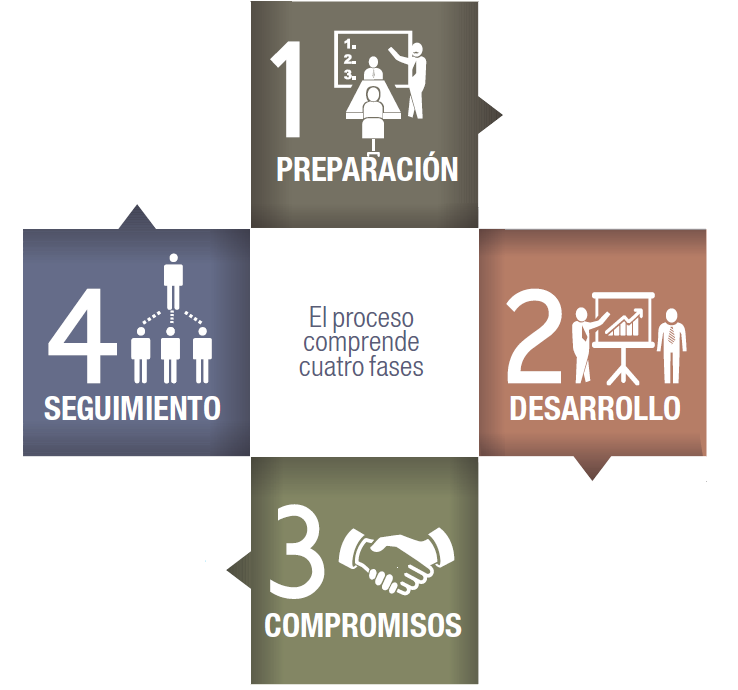 1
1.
2.
3.
PREPARACIÓN
2
DESARROLLO
3
COMPROMISOS
4
SEGUIMIENTO
El proceso
comprende
cuatro fases